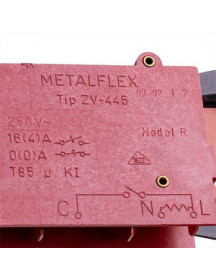 METALFLEX
Tip ZV-445
250V~
16(4)A
Model R
0(0)A
T85 μ KI
C N L